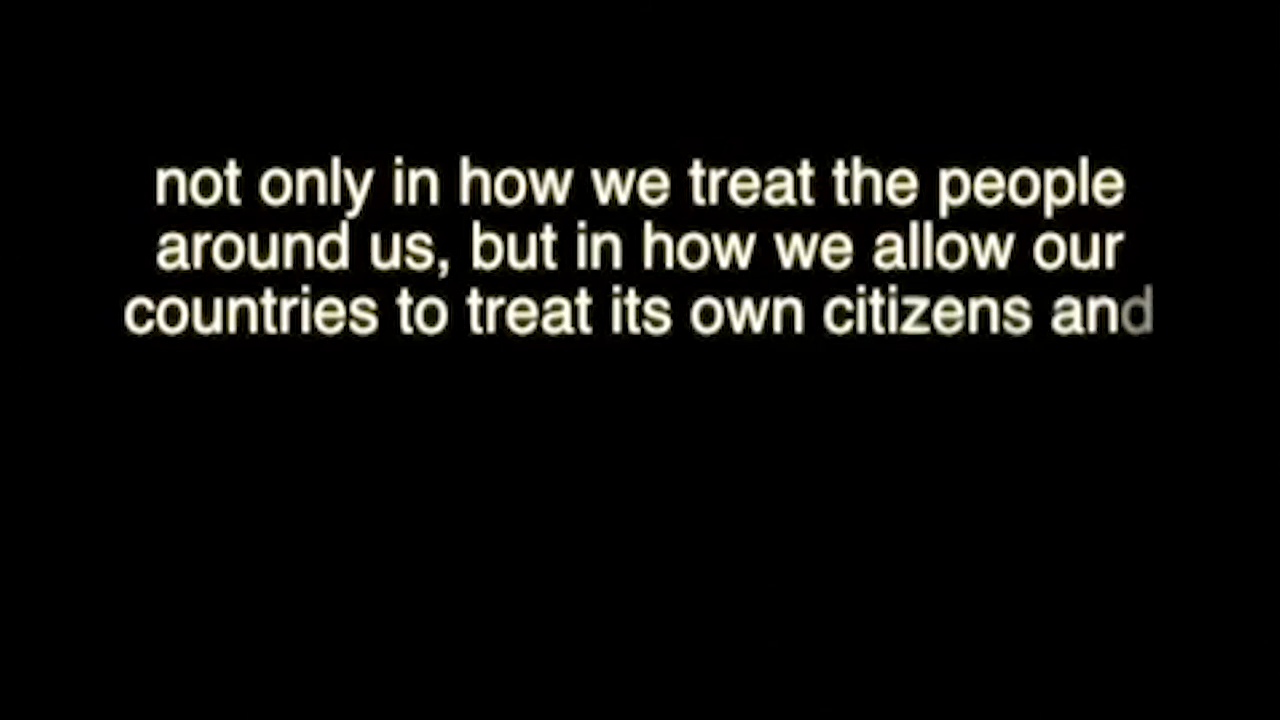 not only in how we treat the people
around us, but in how we allow our
countries to treat its own citizens and